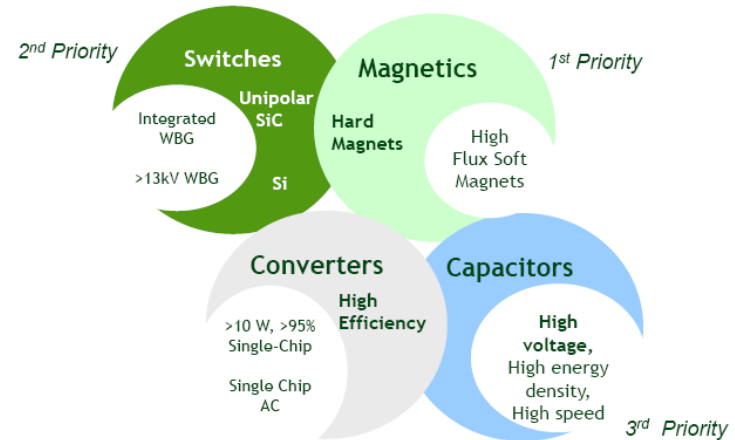 2nd Priority
Switches
Unipolar
SiC
Integrated
WBG
>13kV WBG
Si
Magnetics
1st Priority
Hard
Magnets
High
Flux Soft
Magnets
Converters
High
Efficiency
>10 W, >95%
Single-Chip
Single Chip
AC
Capacitors
High
voltage,
High energy
density,
High speed
3rd Priority